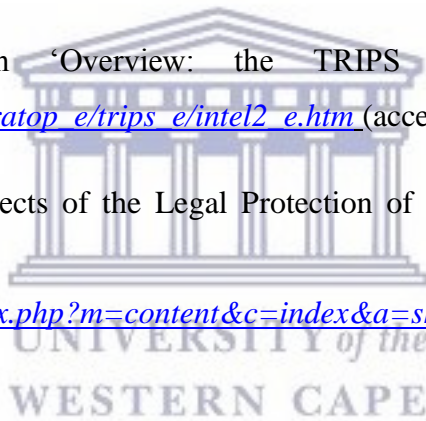 n ‘Overview: the TRIPS
ratop_e/trips_e/intel2_e.htm (acce
ects of the Legal Protection of
x.php?m=content&c=index&a=s
UNIVERSITY of the
WESTERN CAPE